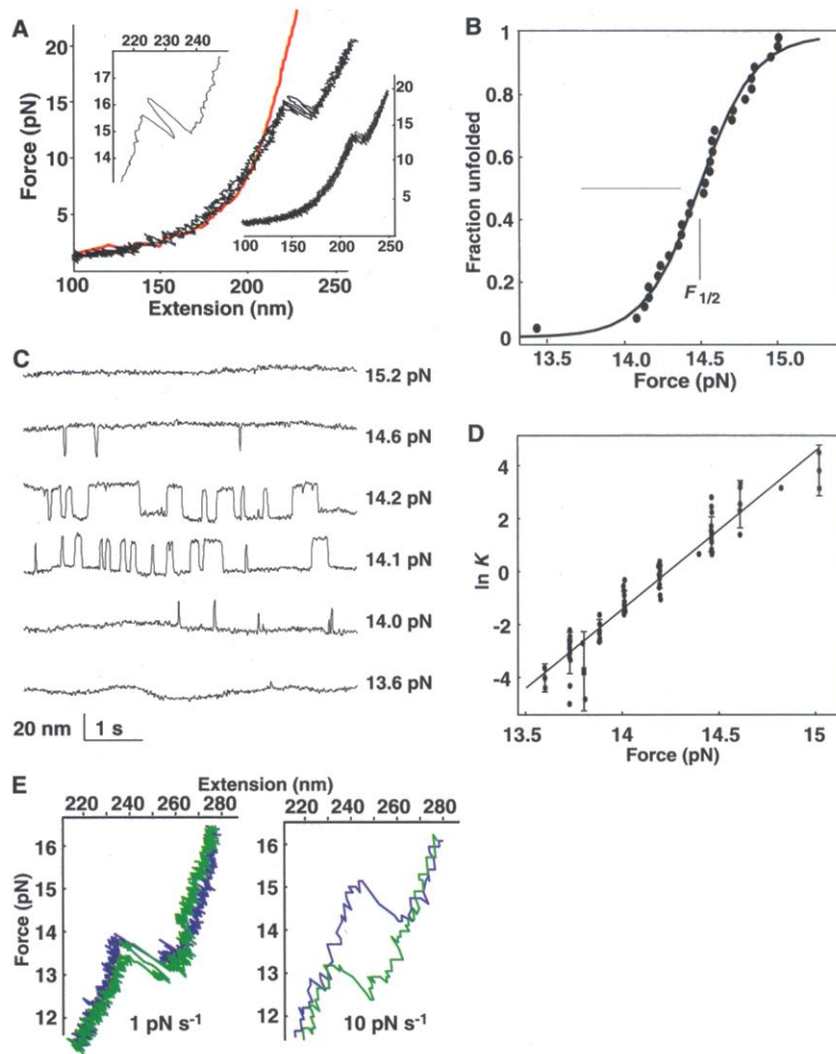 A
Force (pN)
20
15
10
5
100
150
200
250
Extension (nm)
220
230
240
17
16
15
14
20
15
10
5
100
150
200
250
B
Fraction unfolded
1
0.8
0.6
0.4
0.2
0
F1/2
13.5
14.0
14.5
15.0
Force (pN)
C
15.2 pN
14.6 pN
14.2 pN
14.1 pN
14.0 pN
13.6 pN
20 nm
1 s
D
ln K
4
2
0
-2
-4
13.5
14
14.5
15
Force (pN)
E
Extension (nm)
220 240 260 280
220 240 260 280
Force (pN)
16
15
14
13
12
1 pN s-1
16
15
14
13
12
10 pN s-1